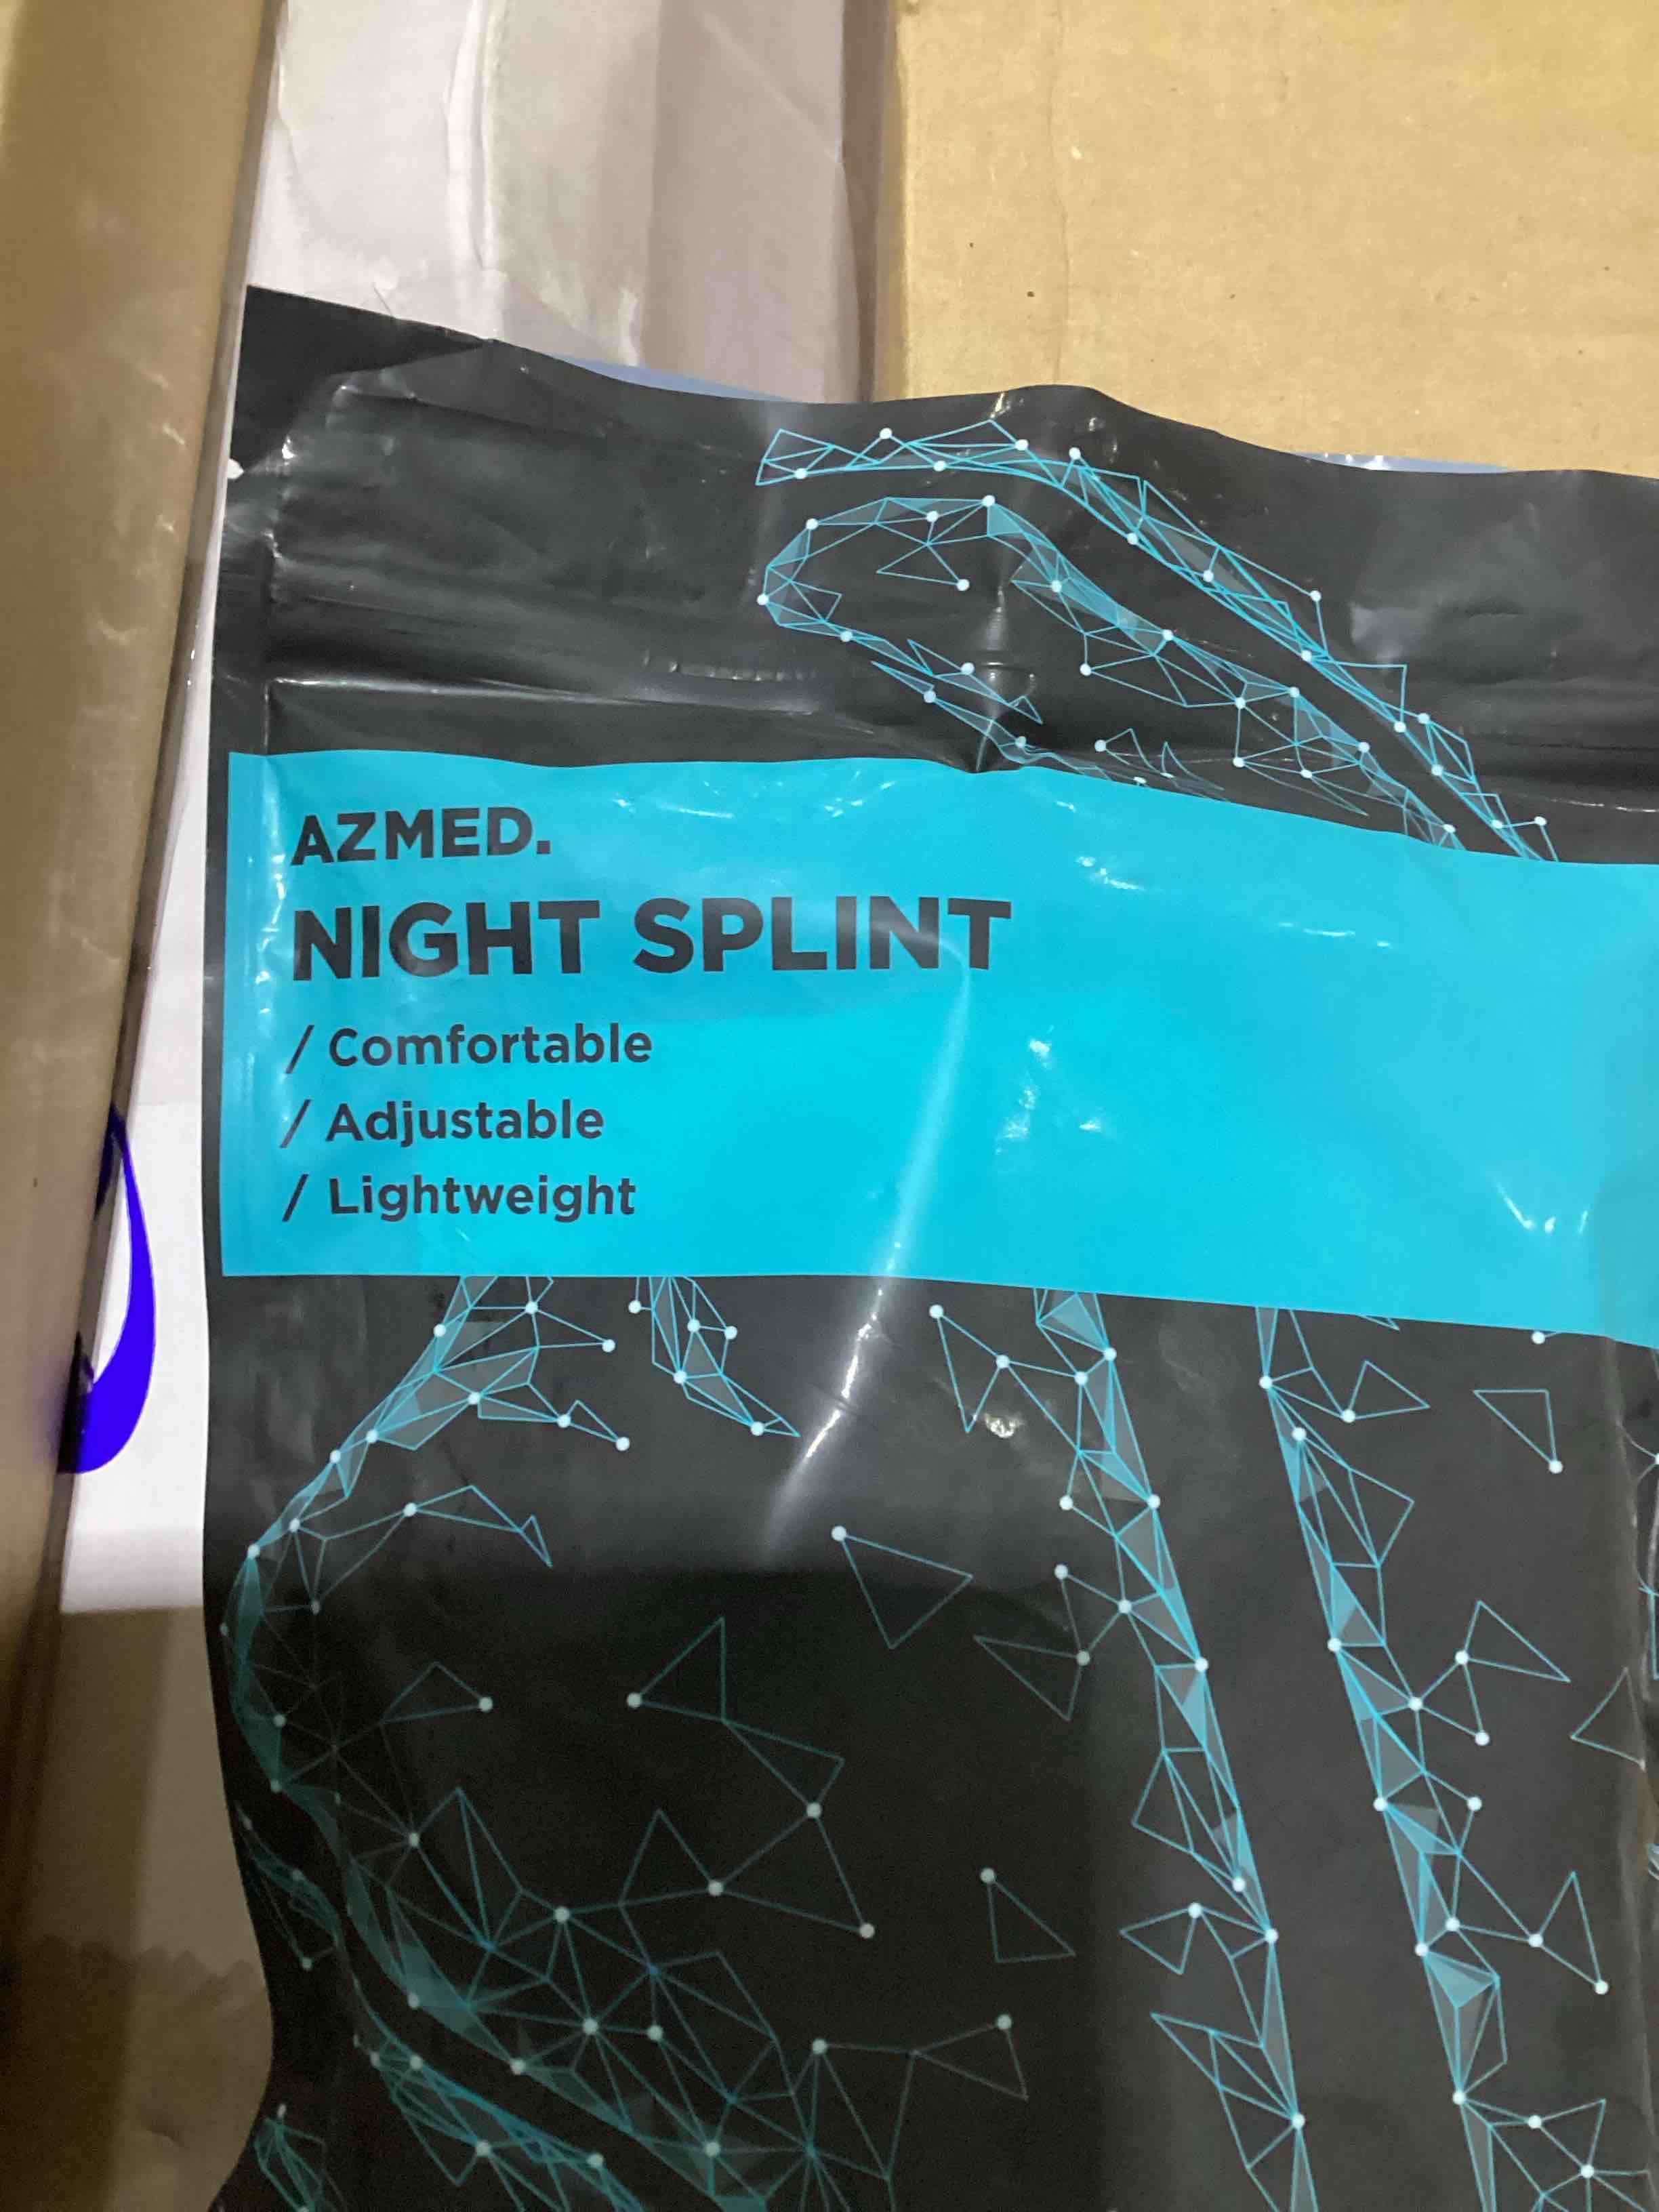 AZMED.
NIGHT SPLINT
/ Comfortable
/ Adjustable
/ Lightweight